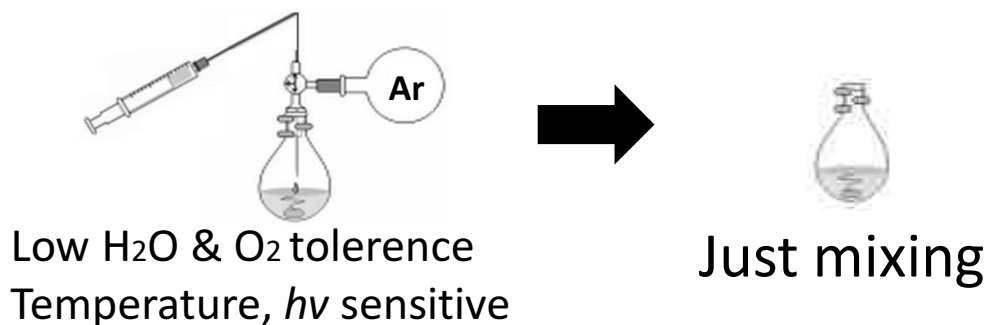 Ar
Low H2O & O2 tolerence
Temperature, hv sensitive
Just mixing